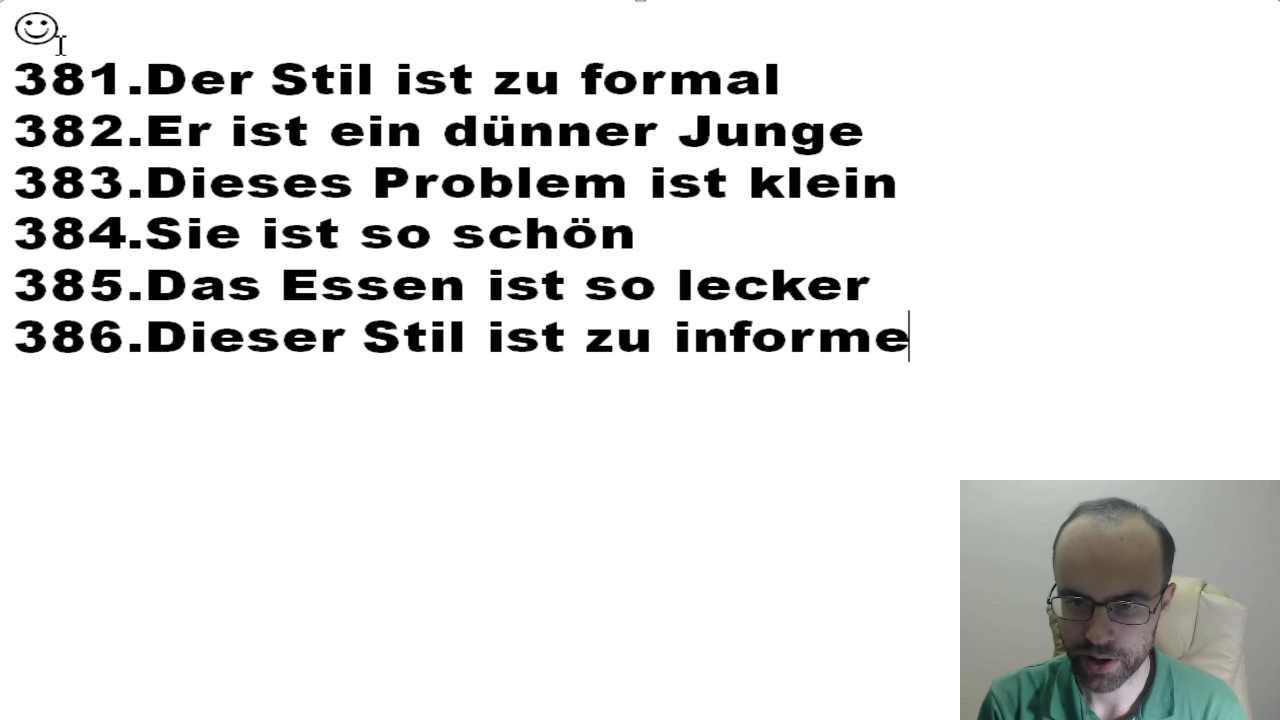 381.Der Stil ist zu formal
382.Er ist ein dünner Junge
383.Dieses Problem ist klein
384.Sie ist so schön
385.Das Essen ist so lecker
386.Dieser Stil ist zu informe